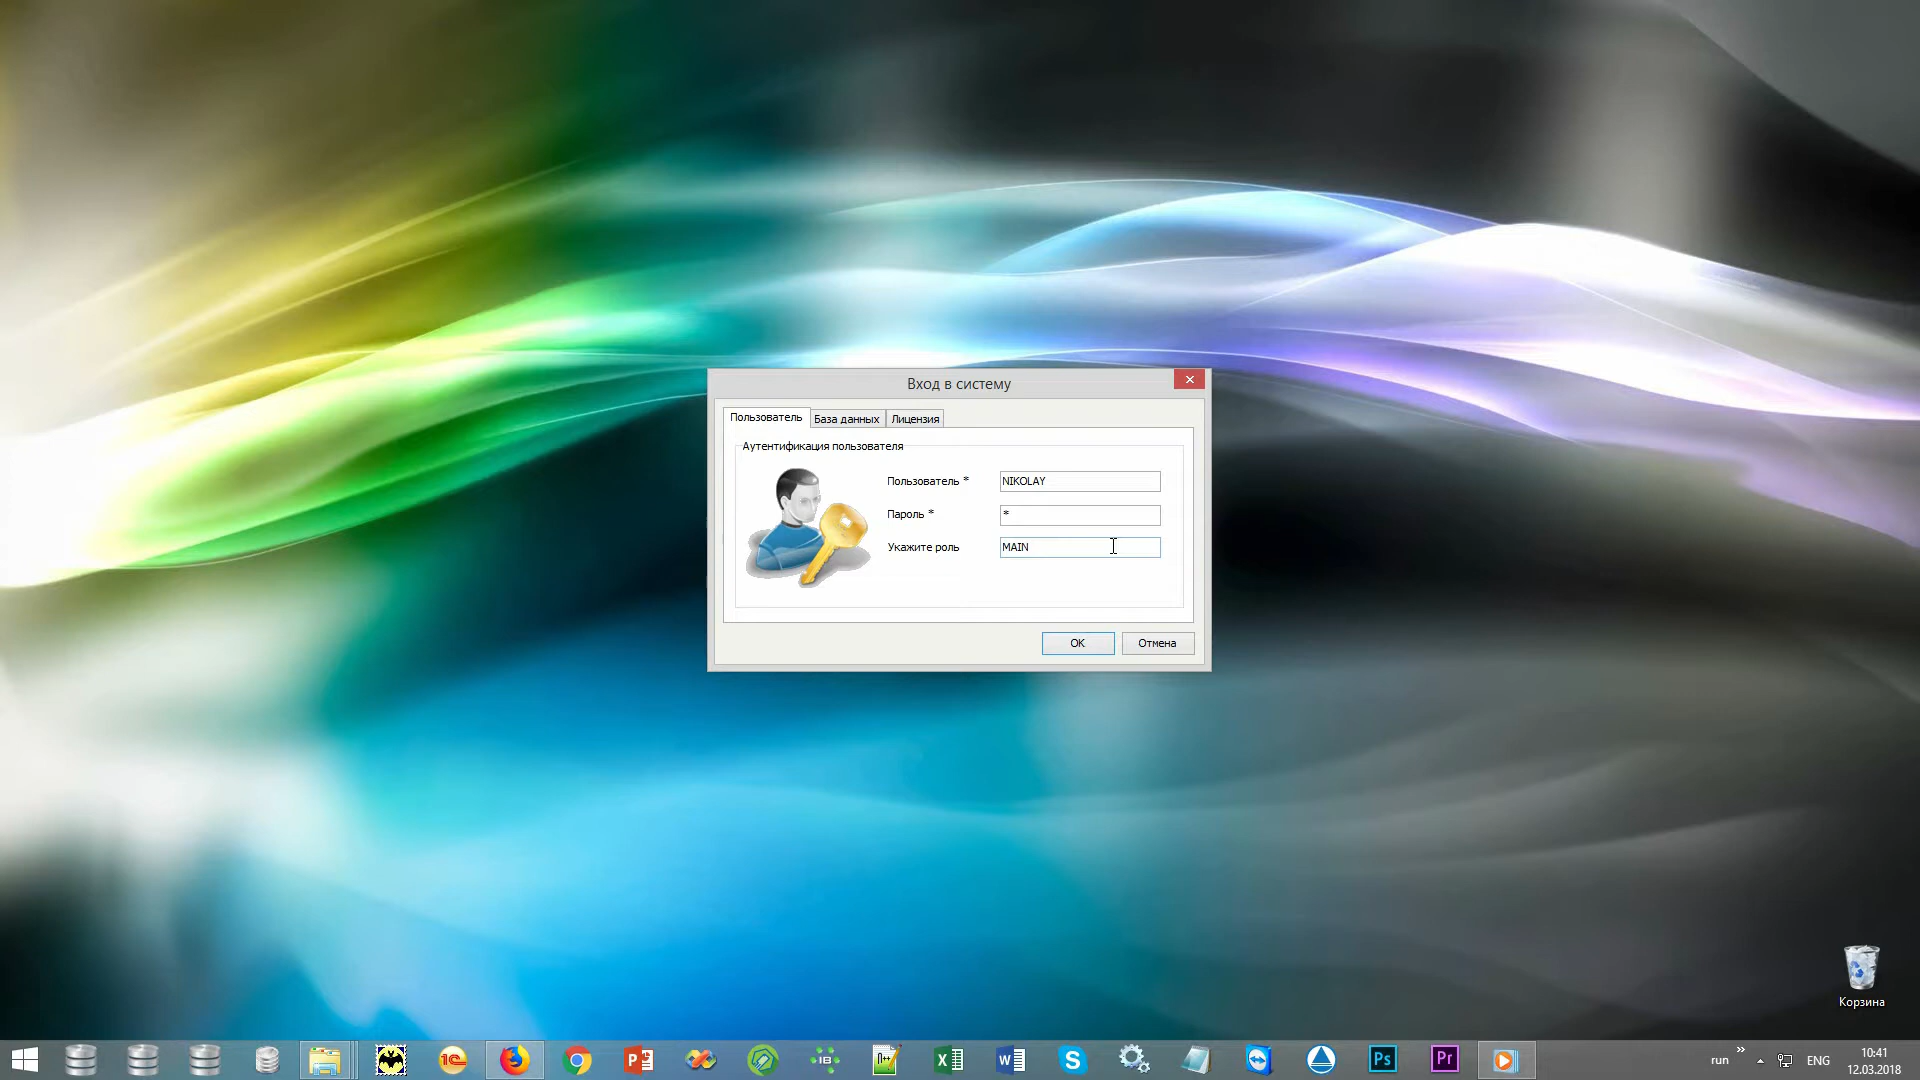 Вход в систему
Пользователь База данных Лицензия
Аутентификация пользователя
Пользователь * NIKOLAY
Пароль * *
Укажите роль MAIN
OK Отмена
Корзина
run » ENG 10:41
12.03.2018